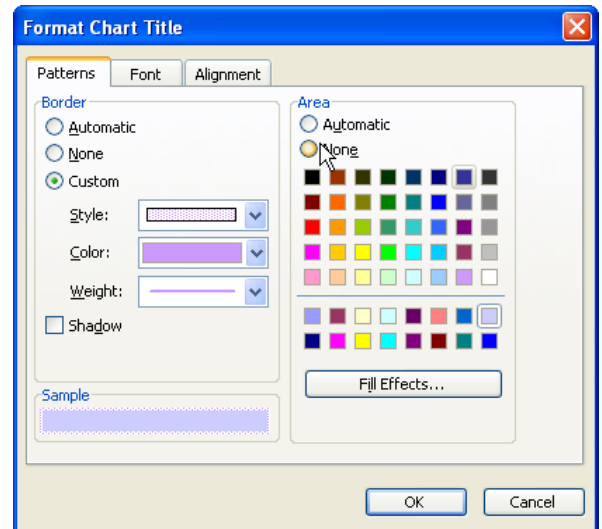 Format Chart Title
Patterns Font Alignment
Border
Automatic
None
Custom
Style:
Color:
Weight:
Shadow
Sample
Area
Automatic
None
Fill Effects...
OK Cancel